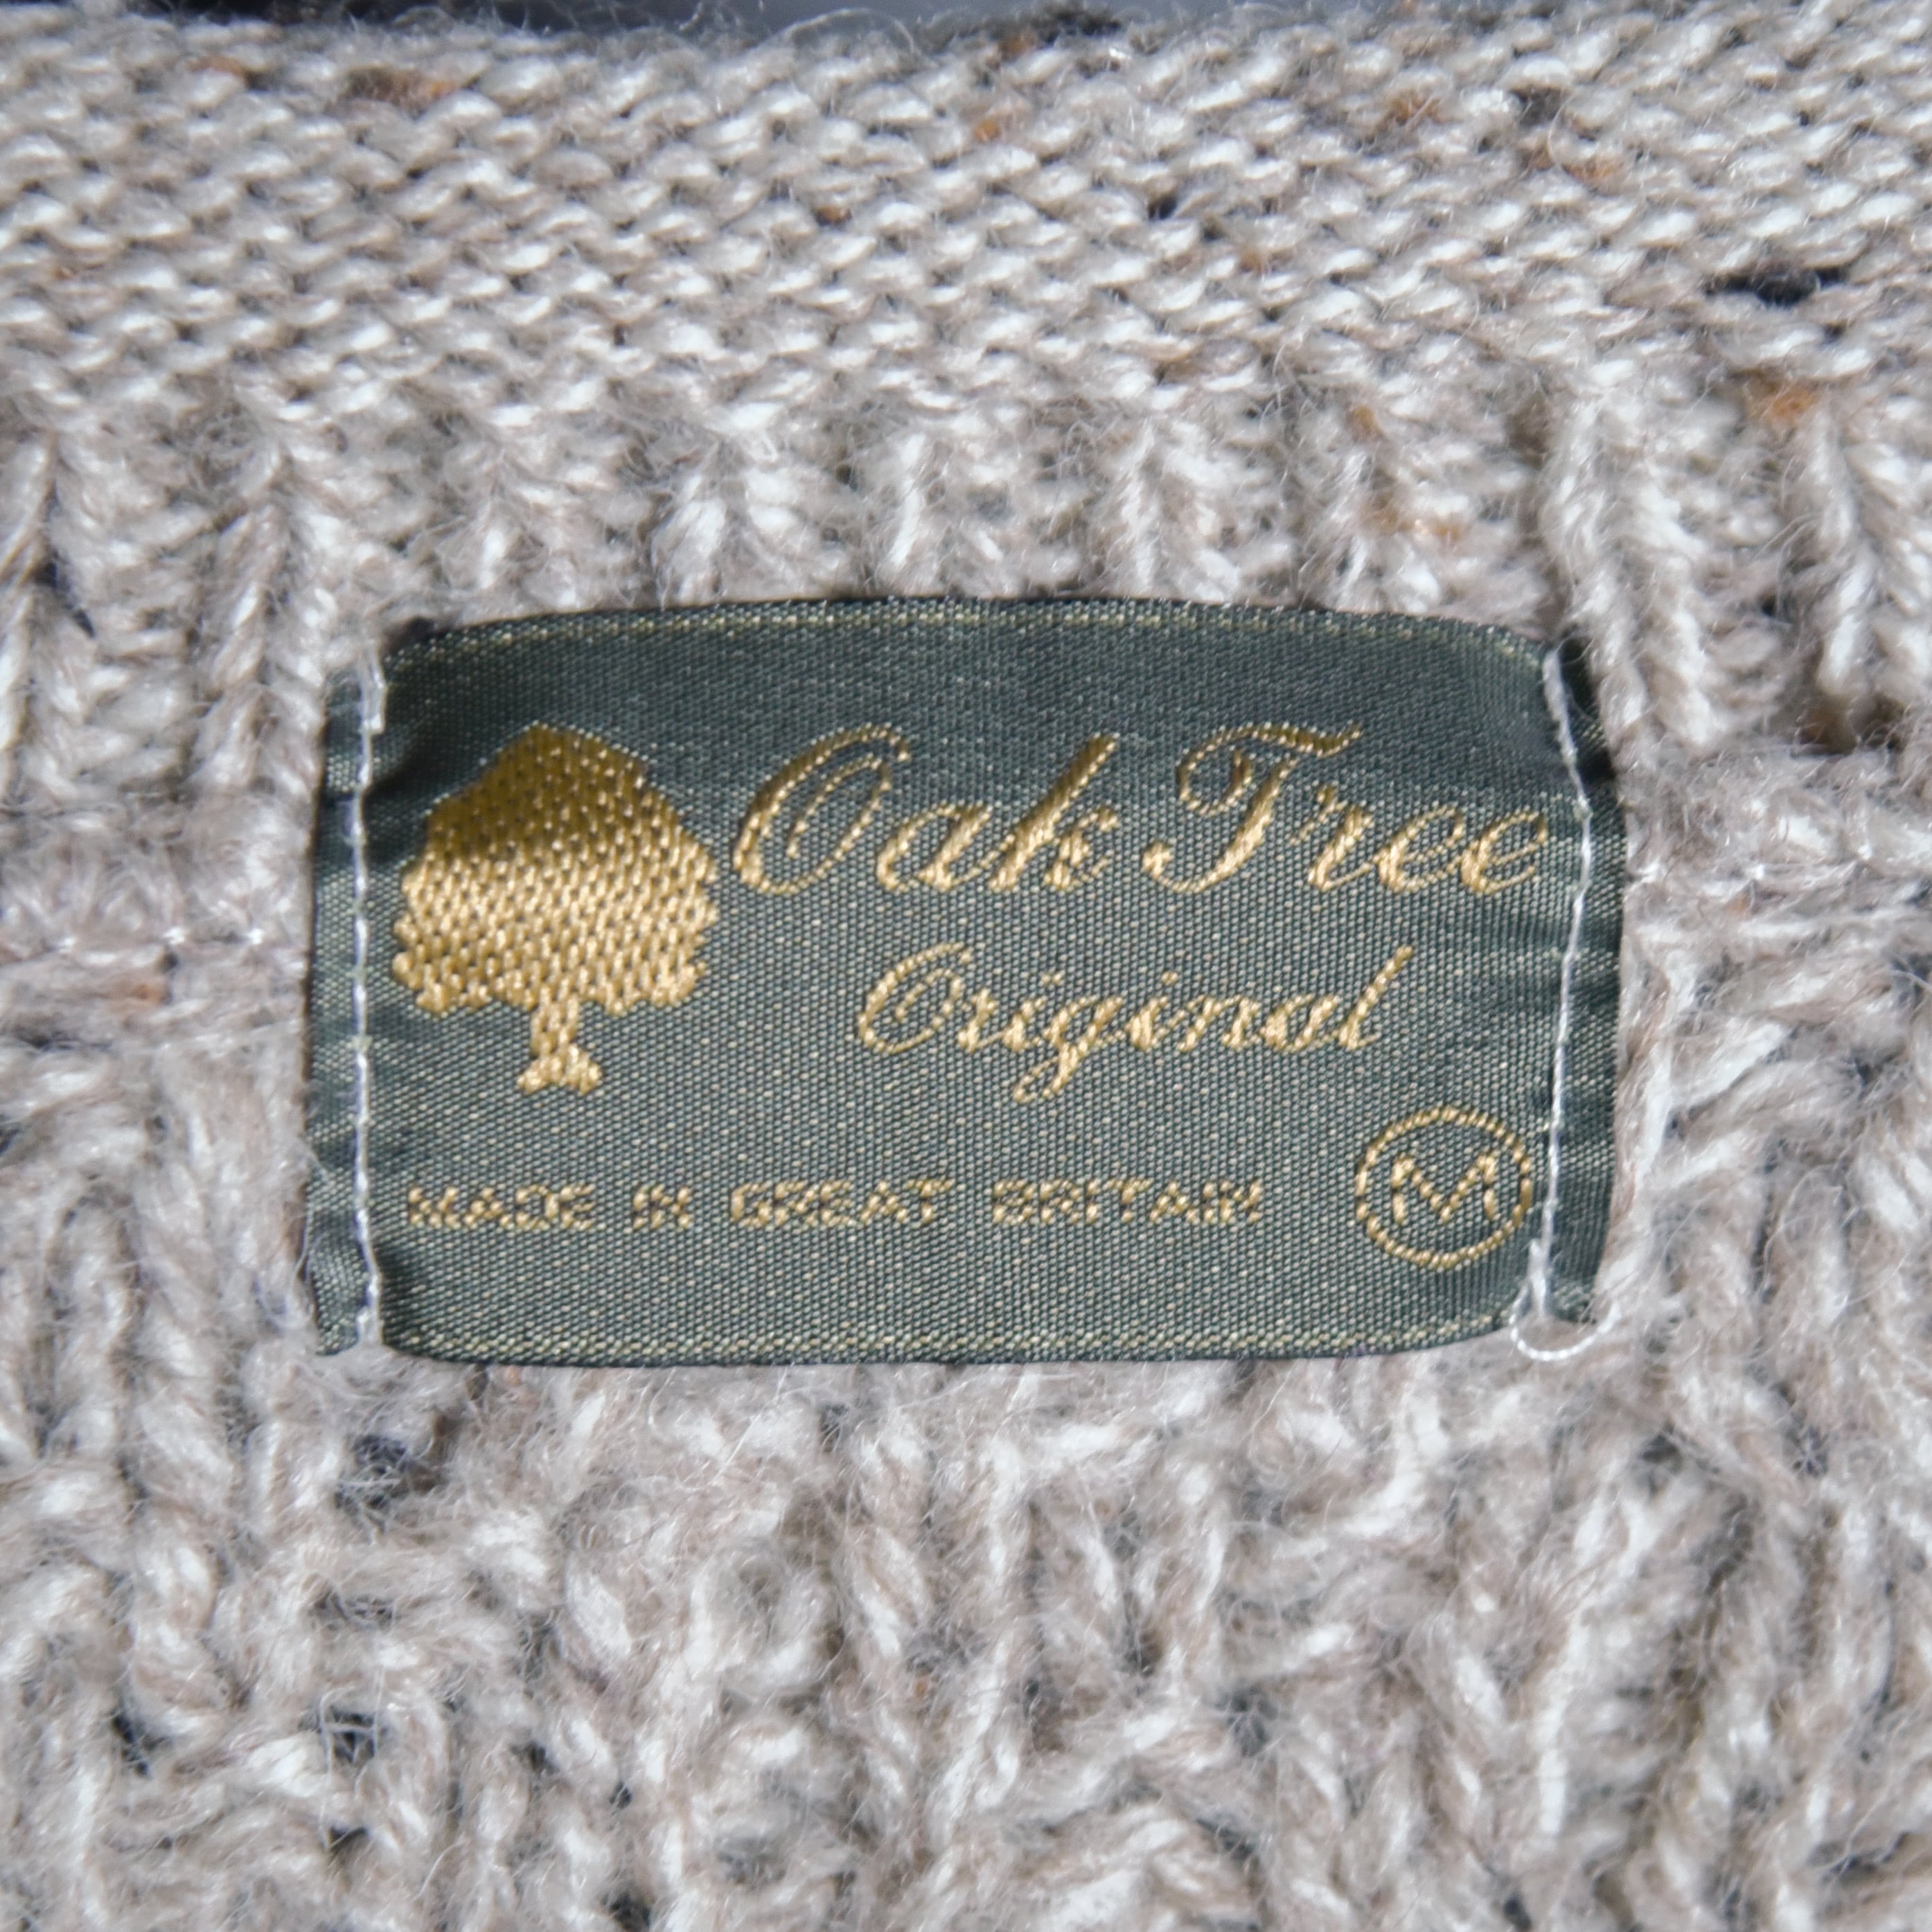 Oak Tree
Original
MADE IN GREAT BRITAIN M